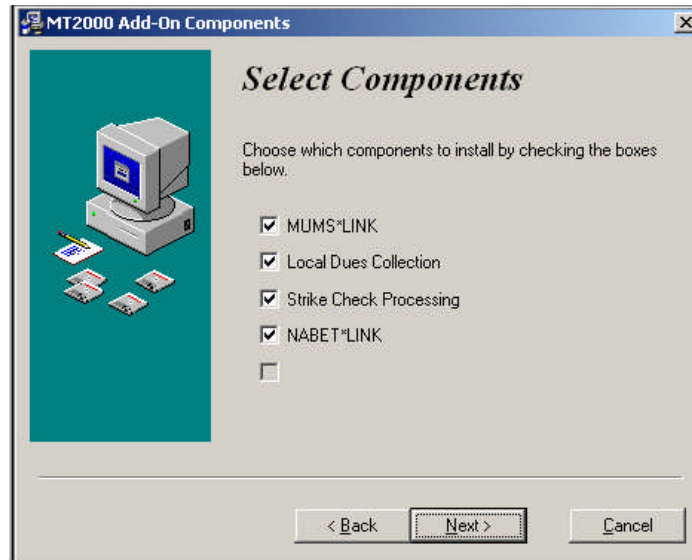 MT2000 Add-On Components
Select Components
Choose which components to install by checking the boxes
below.
MUMS*LINK
Local Dues Collection
Strike Check Processing
NABET*LINK
< Back
Next >
Cancel